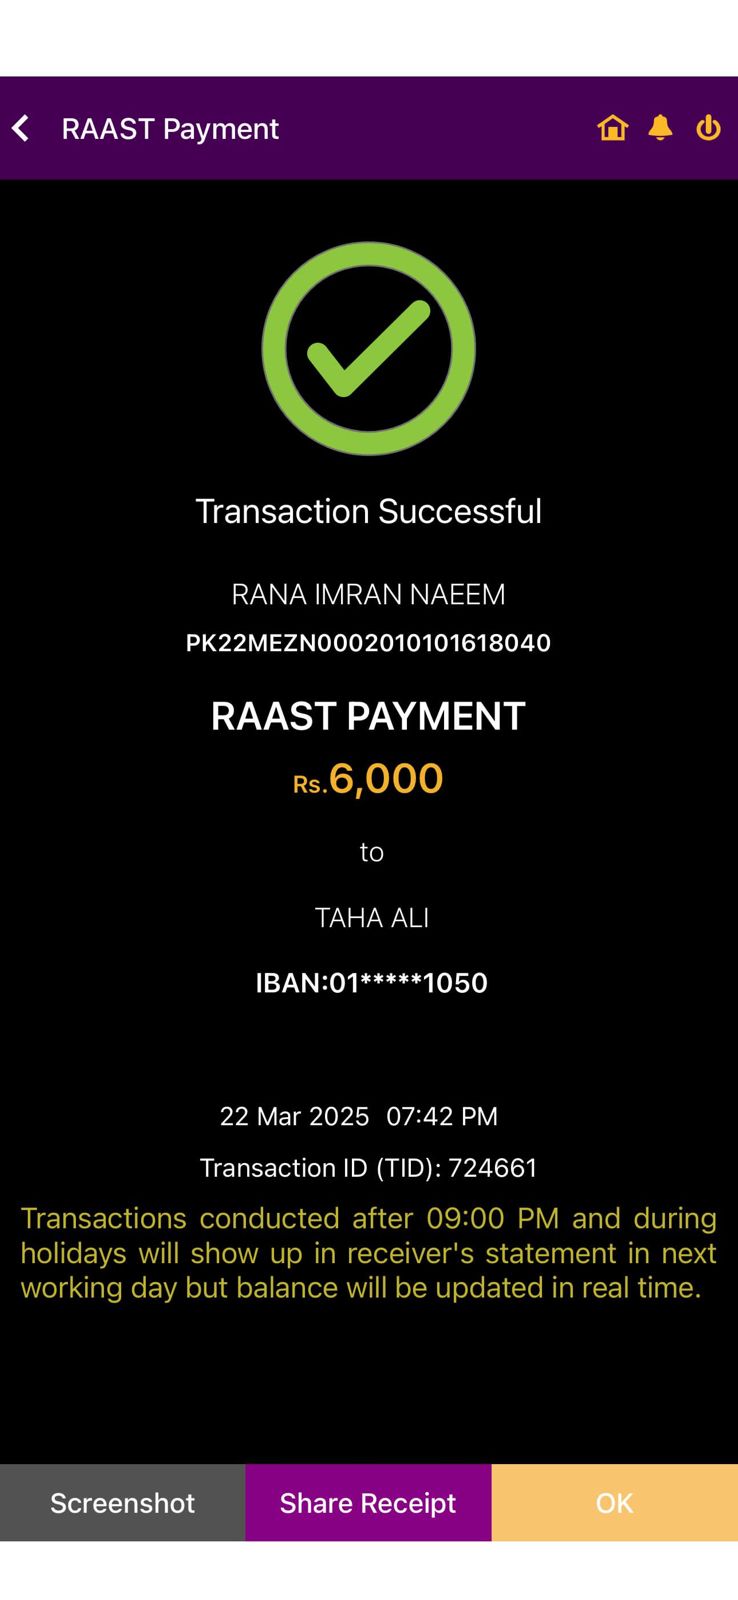 RAAST Payment
Transaction Successful
RANA IMRAN NAEEM
PK22MEZN0002010101618040
RAAST PAYMENT
Rs.6,000
to
TAHA ALI
IBAN:01*****1050
22 Mar 2025 07:42 PM
Transaction ID (TID): 724661
Transactions conducted after 09:00 PM and during
holidays will show up in receiver's statement in next
working day but balance will be updated in real time.
Screenshot Share Receipt OK